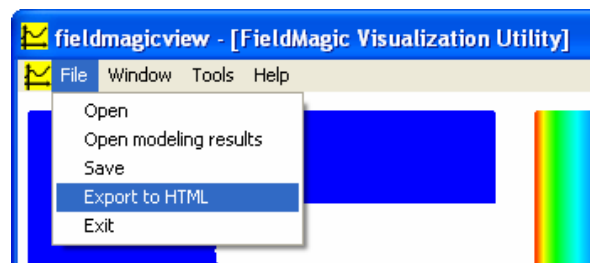 fieldmagicview - [FieldMagic Visualization Utility]
File Window Tools Help
Open
Open modeling results
Save
Export to HTML
Exit